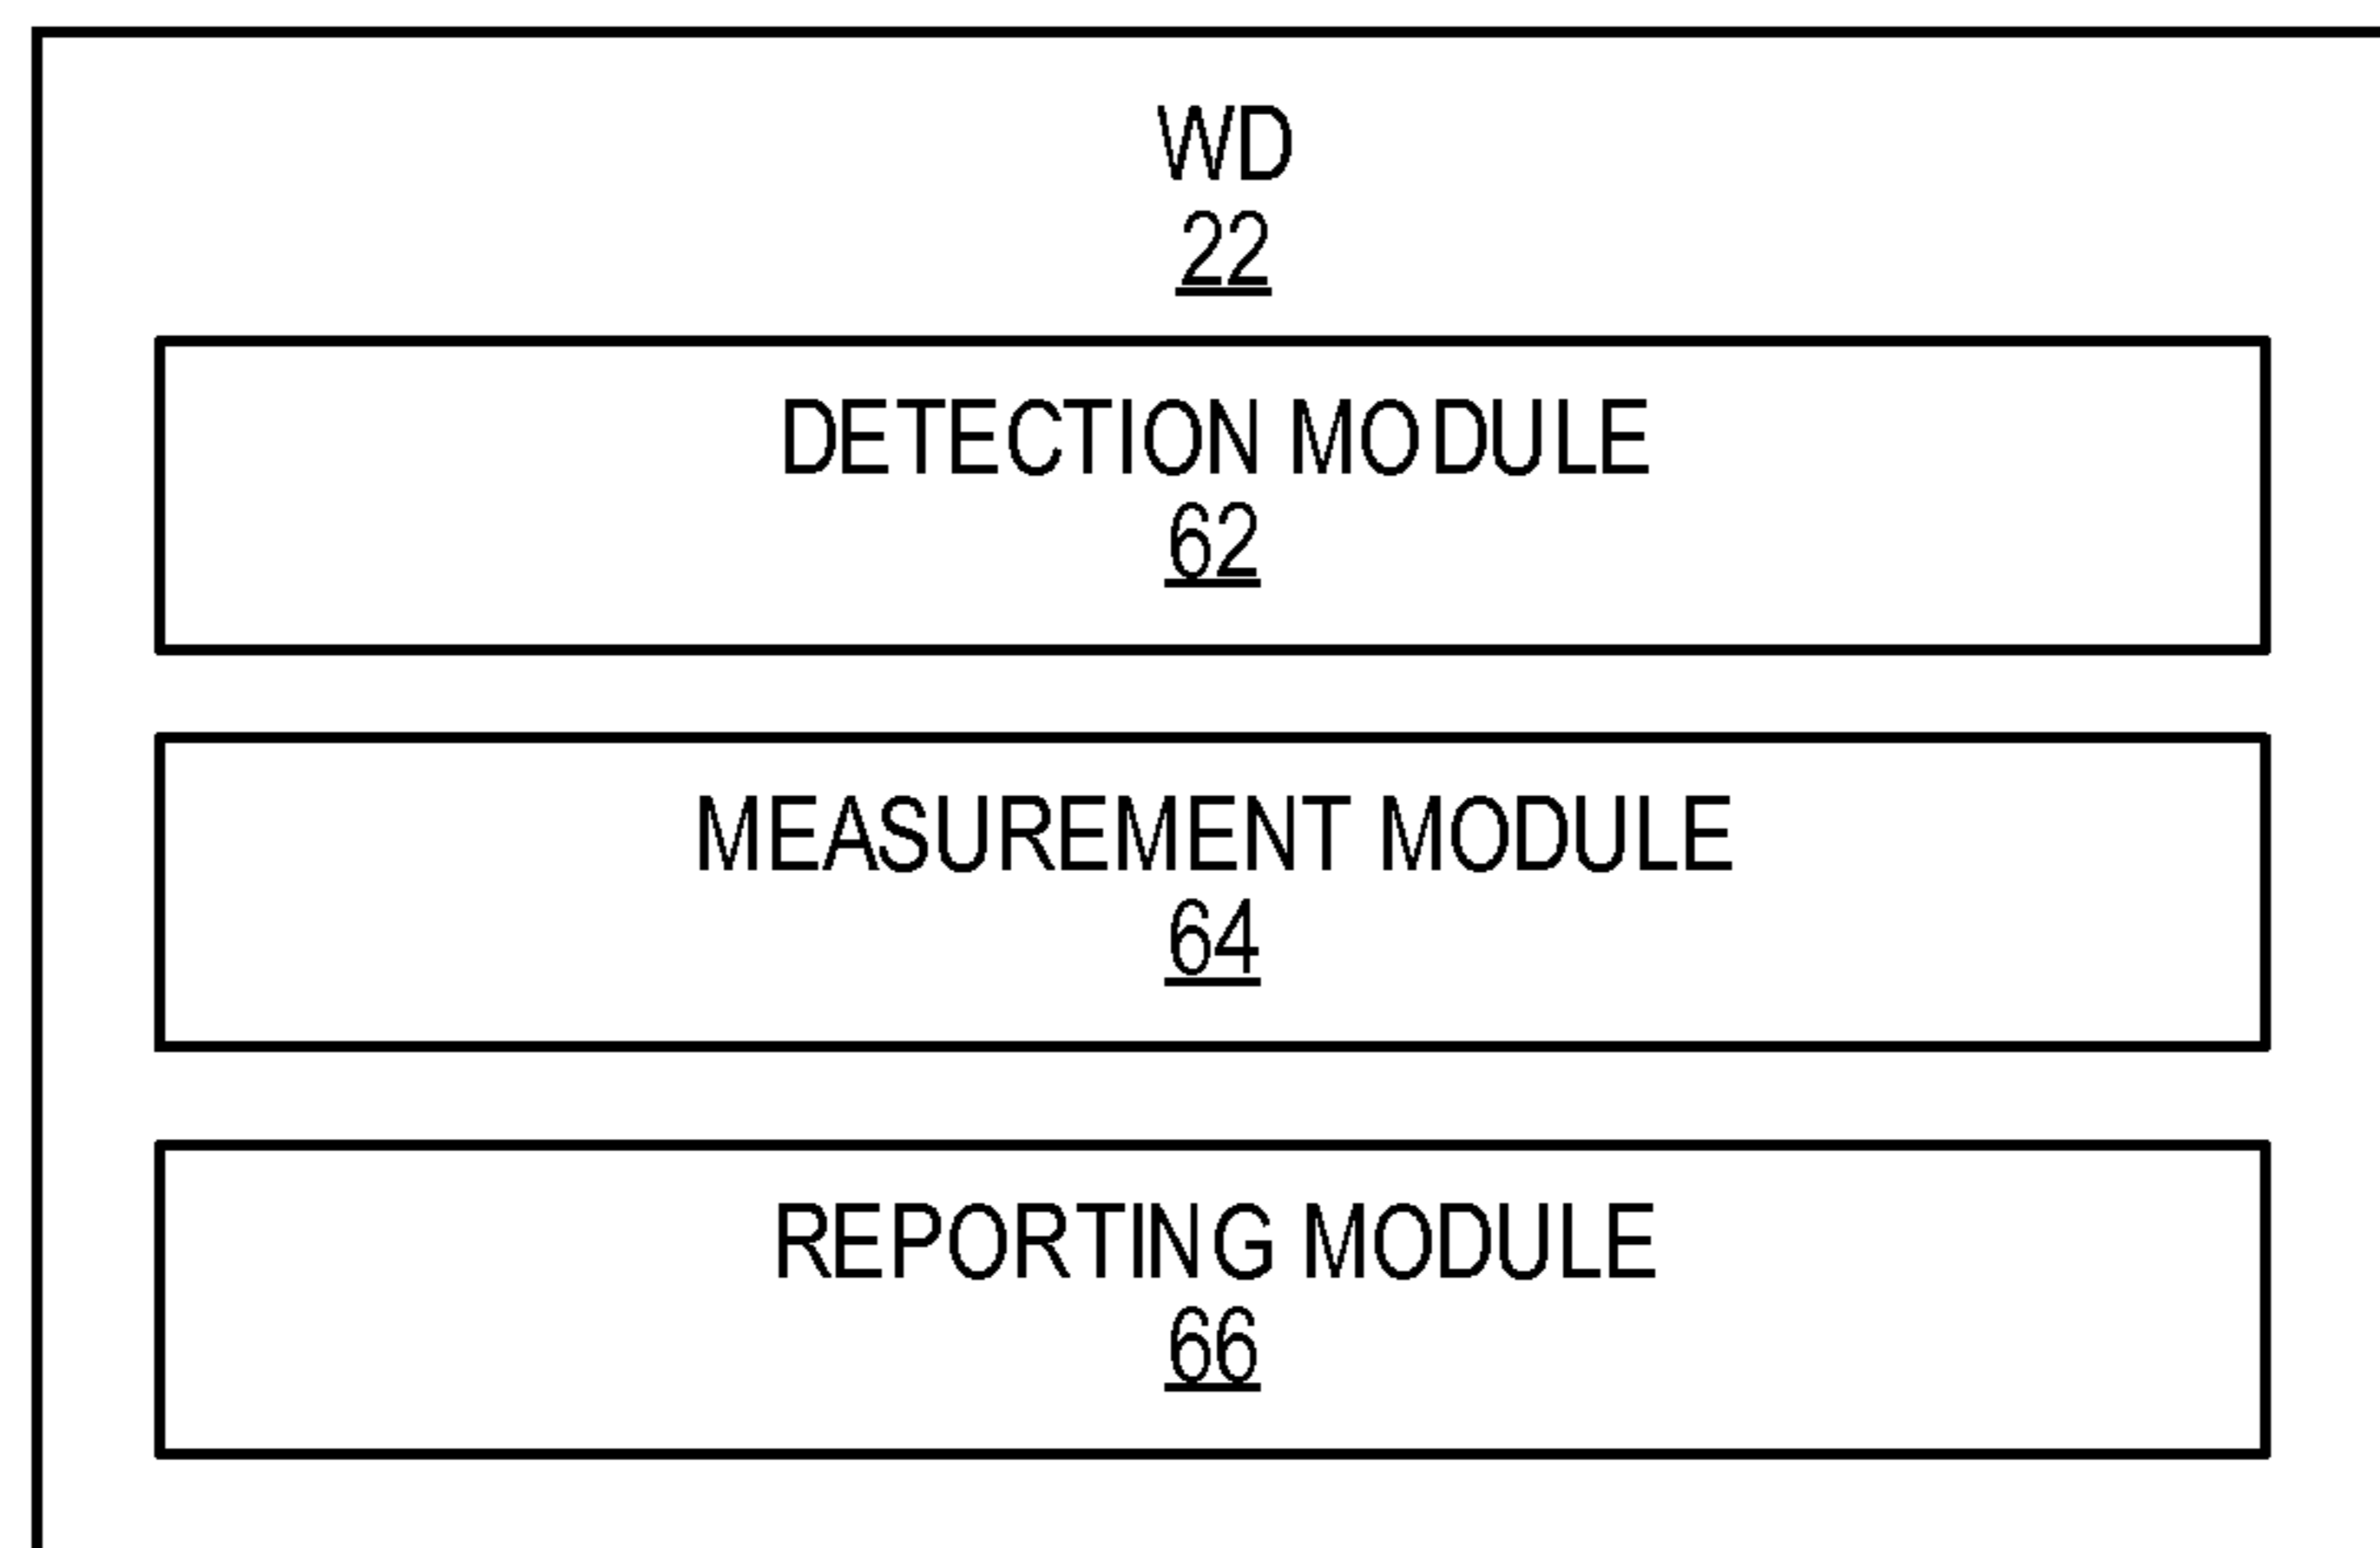 WD
22
DETECTION MODULE
62
MEASUREMENT MODULE
64
REPORTING MODULE
66